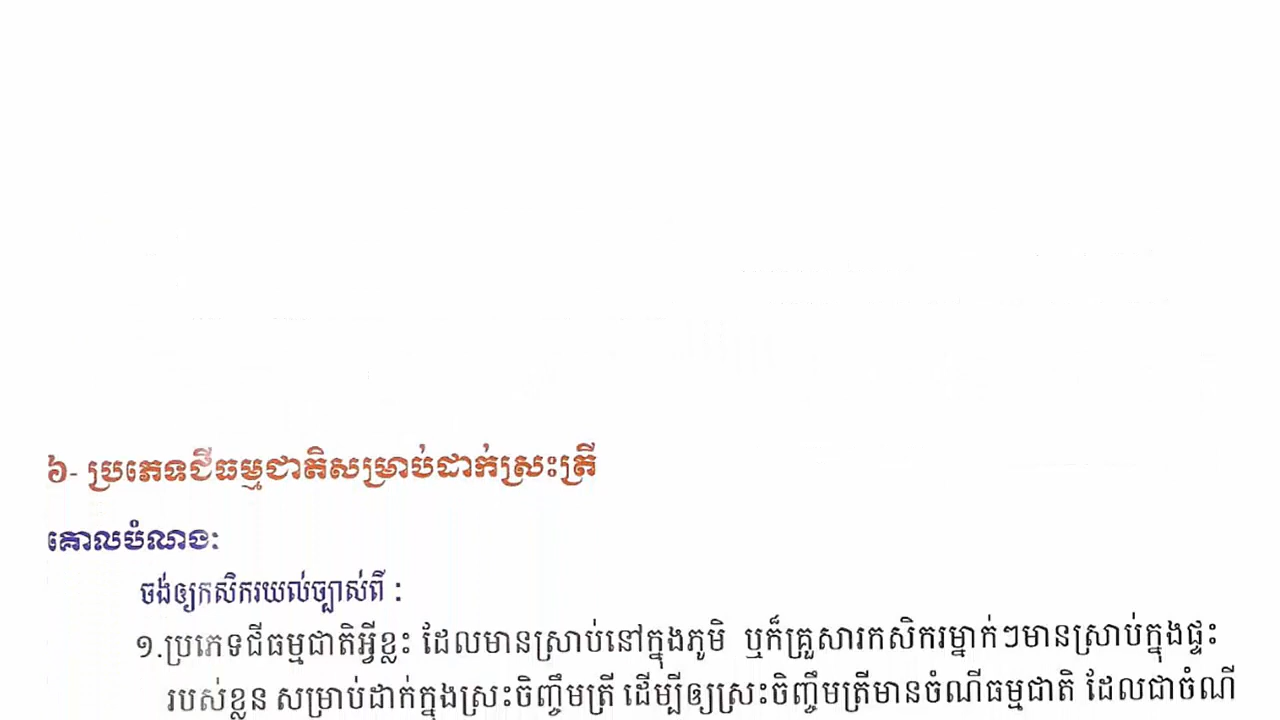 ៦- ប្រភេទជីធម្មជាតិសម្រាប់ដាក់ស្រះត្រី
គោលបំណង:
ចង់ឲ្យកសិករយល់ច្បាស់ពី :
១.ប្រភេទជីធម្មជាតិអ្វីខ្លះ ដែលមានស្រាប់នៅក្នុងភូមិ ឬក៏គ្រួសារកសិករម្នាក់ៗមានស្រាប់ក្នុងផ្ទះ
របស់ខ្លួន សម្រាប់ដាក់ក្នុងស្រះចិញ្ចឹមត្រី ដើម្បីឲ្យស្រះចិញ្ចឹមត្រីមានចំណីធម្មជាតិ ដែលជាចំណី